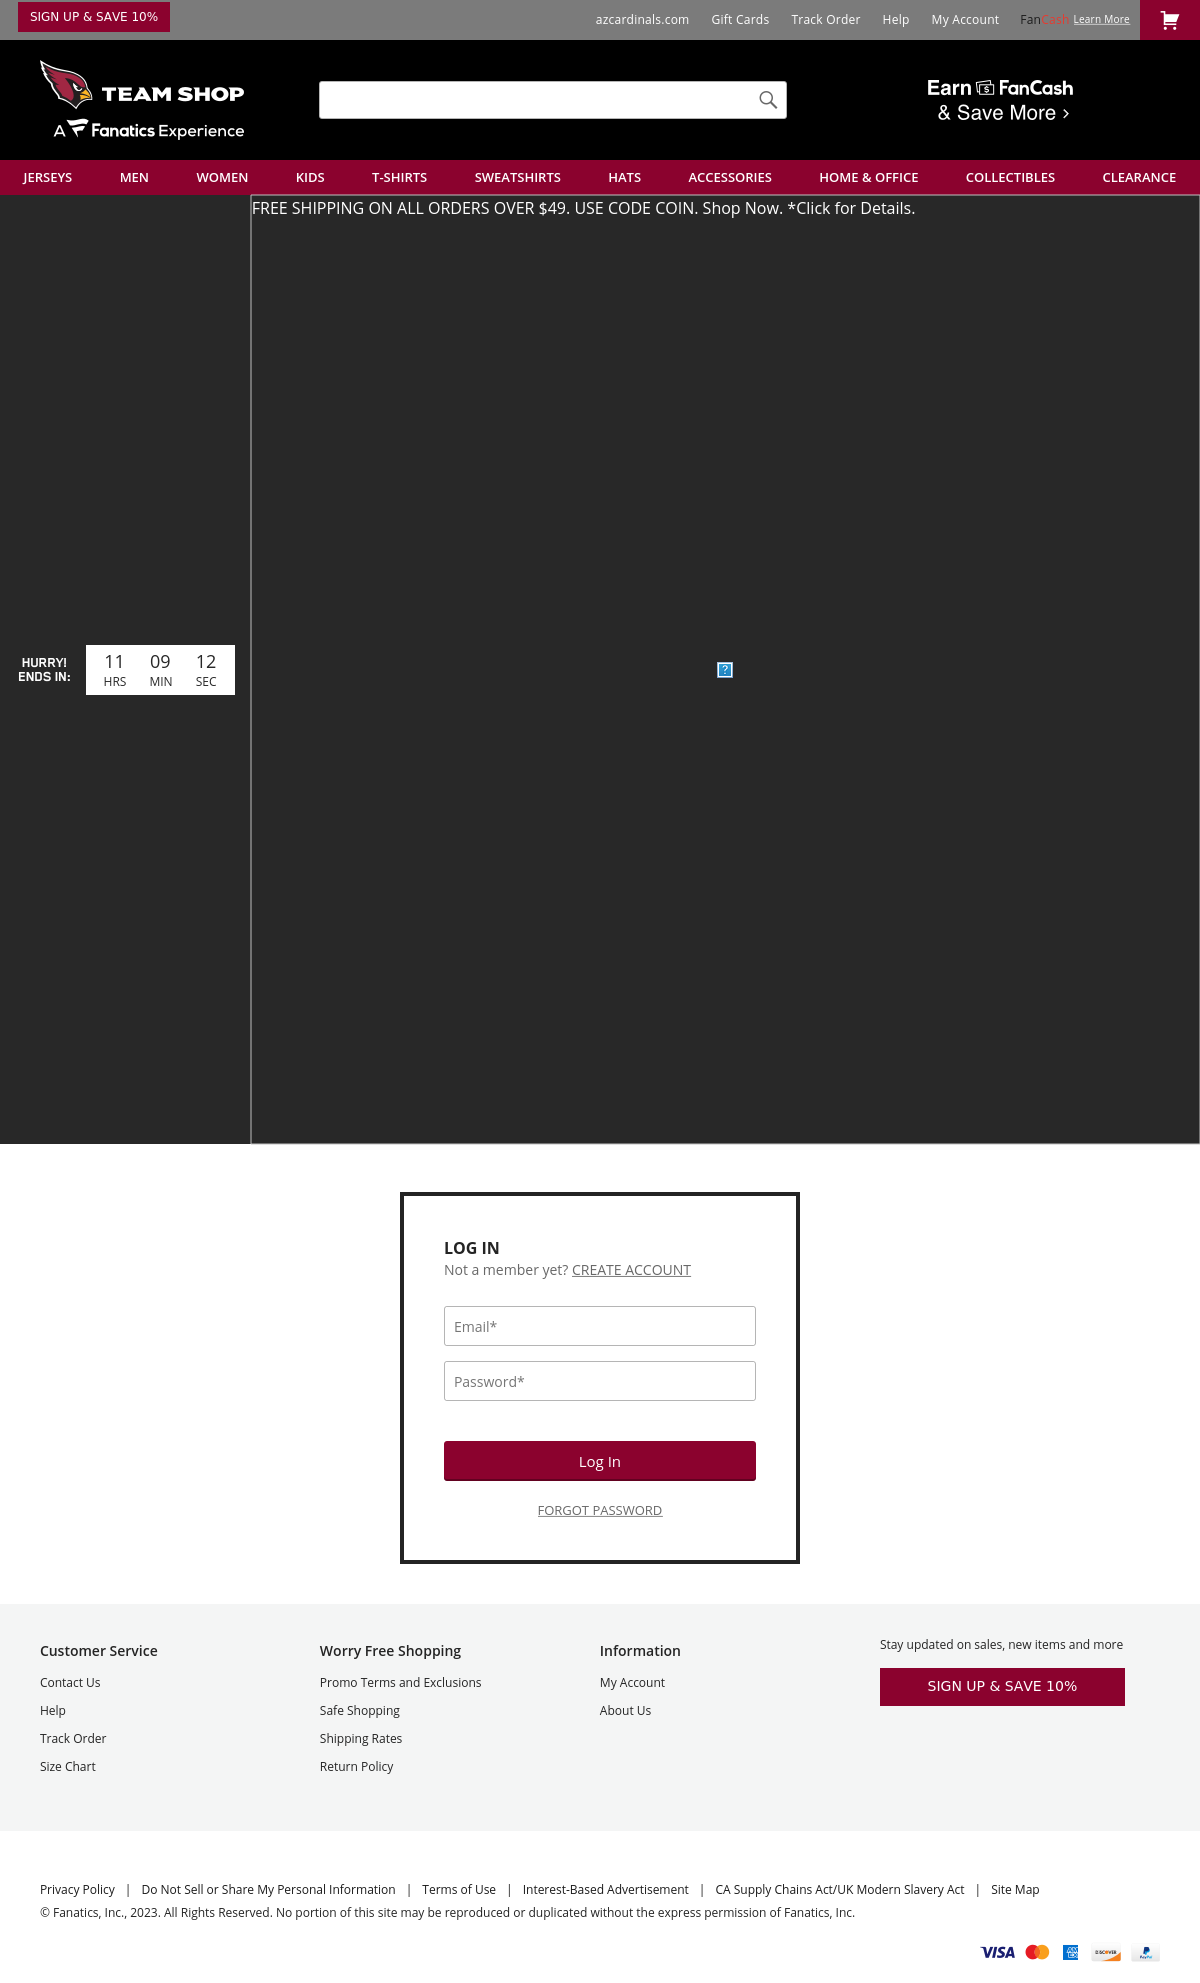 SIGN UP & SAVE 10%
azcardinals.com Gift Cards Track Order Help My Account FanCash Learn More
TEAM SHOP
A Fanatics Experience
Earn $ FanCash
& Save More ›
JERSEYS MEN WOMEN KIDS T-SHIRTS SWEATSHIRTS HATS ACCESSORIES HOME & OFFICE COLLECTIBLES CLEARANCE
FREE SHIPPING ON ALL ORDERS OVER $49. USE CODE COIN. Shop Now. *Click for Details.
HURRY!
ENDS IN:
11 09 12
HRS MIN SEC
?
LOG IN
Not a member yet? CREATE ACCOUNT
Email*
Password*
Log In
FORGOT PASSWORD
Customer Service
Contact Us
Help
Track Order
Size Chart
Worry Free Shopping
Promo Terms and Exclusions
Safe Shopping
Shipping Rates
Return Policy
Information
My Account
About Us
Stay updated on sales, new items and more
SIGN UP & SAVE 10%
Privacy Policy | Do Not Sell or Share My Personal Information | Terms of Use | Interest-Based Advertisement | CA Supply Chains Act/UK Modern Slavery Act | Site Map
© Fanatics, Inc., 2023. All Rights Reserved. No portion of this site may be reproduced or duplicated without the express permission of Fanatics, Inc.
VISA DISCOVER PayPal